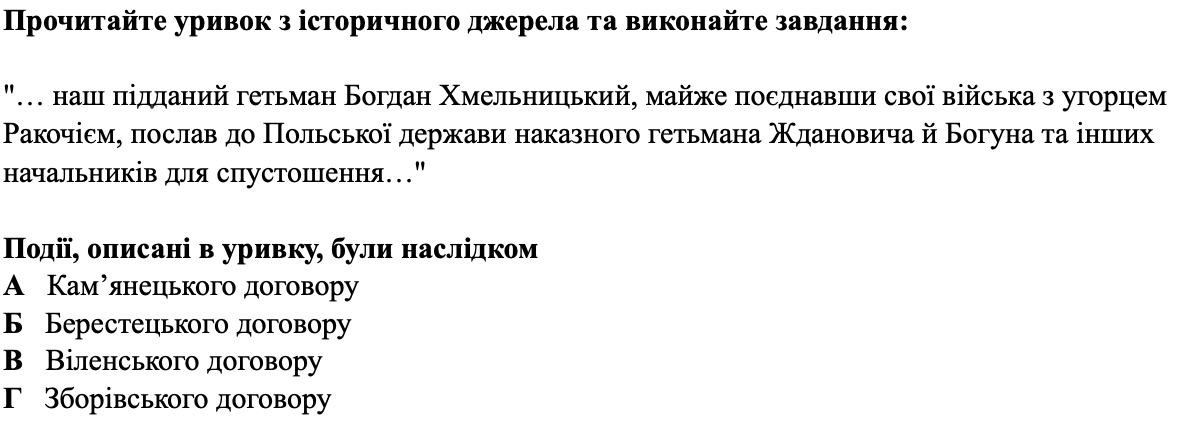 Прочитайте уривок з історичного джерела та виконайте завдання:
"… наш підданий гетьман Богдан Хмельницький, майже поєднавши свої війська з угорцем
Ракочієм, послав до Польської держави наказного гетьмана Ждановича й Богуна та інших
начальників для спустошення…"
Події, описані в уривку, були наслідком
А Кам’янецького договору
Б Берестецького договору
В Віленського договору
Г Зборівського договору